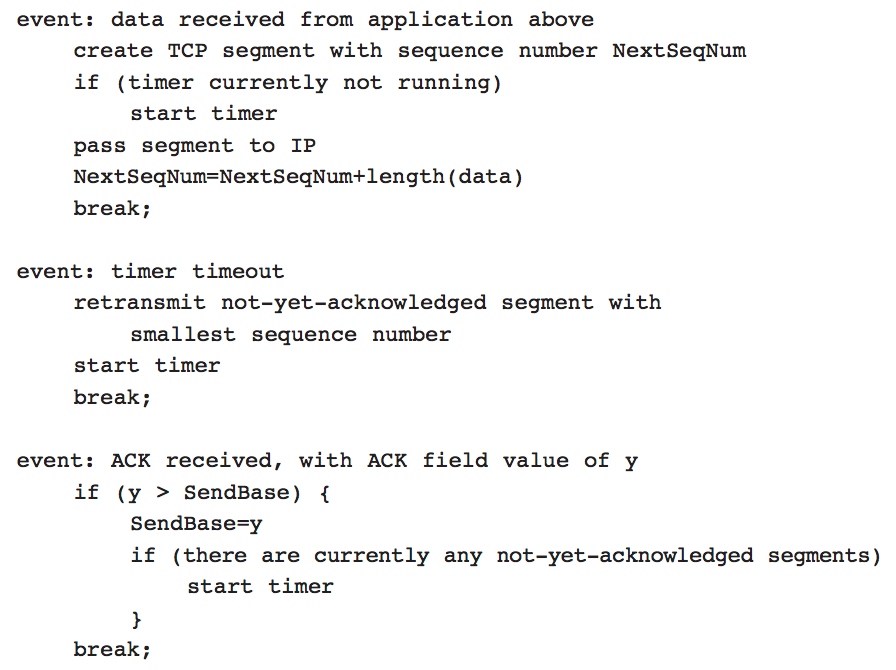 event: data received from application above
create TCP segment with sequence number NextSeqNum
if (timer currently not running)
start timer
pass segment to IP
NextSeqNum=NextSeqNum+length(data)
break;
event: timer timeout
retransmit not-yet-acknowledged segment with
smallest sequence number
start timer
break;
event: ACK received, with ACK field value of y
if (y > SendBase) {
SendBase=y
if (there are currently any not-yet-acknowledged segments)
start timer
}
break;